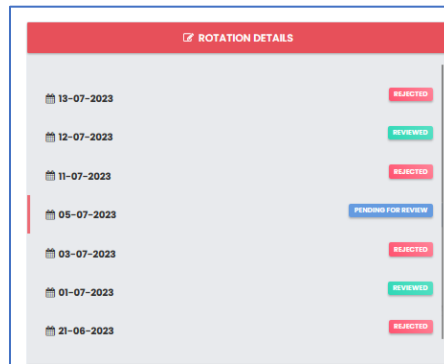 ROTATION DETAILS
13-07-2023 REJECTED
12-07-2023 REVIEWED
11-07-2023 REJECTED
05-07-2023 PENDING FOR REVIEW
03-07-2023 REJECTED
01-07-2023 REVIEWED
21-06-2023 REJECTED